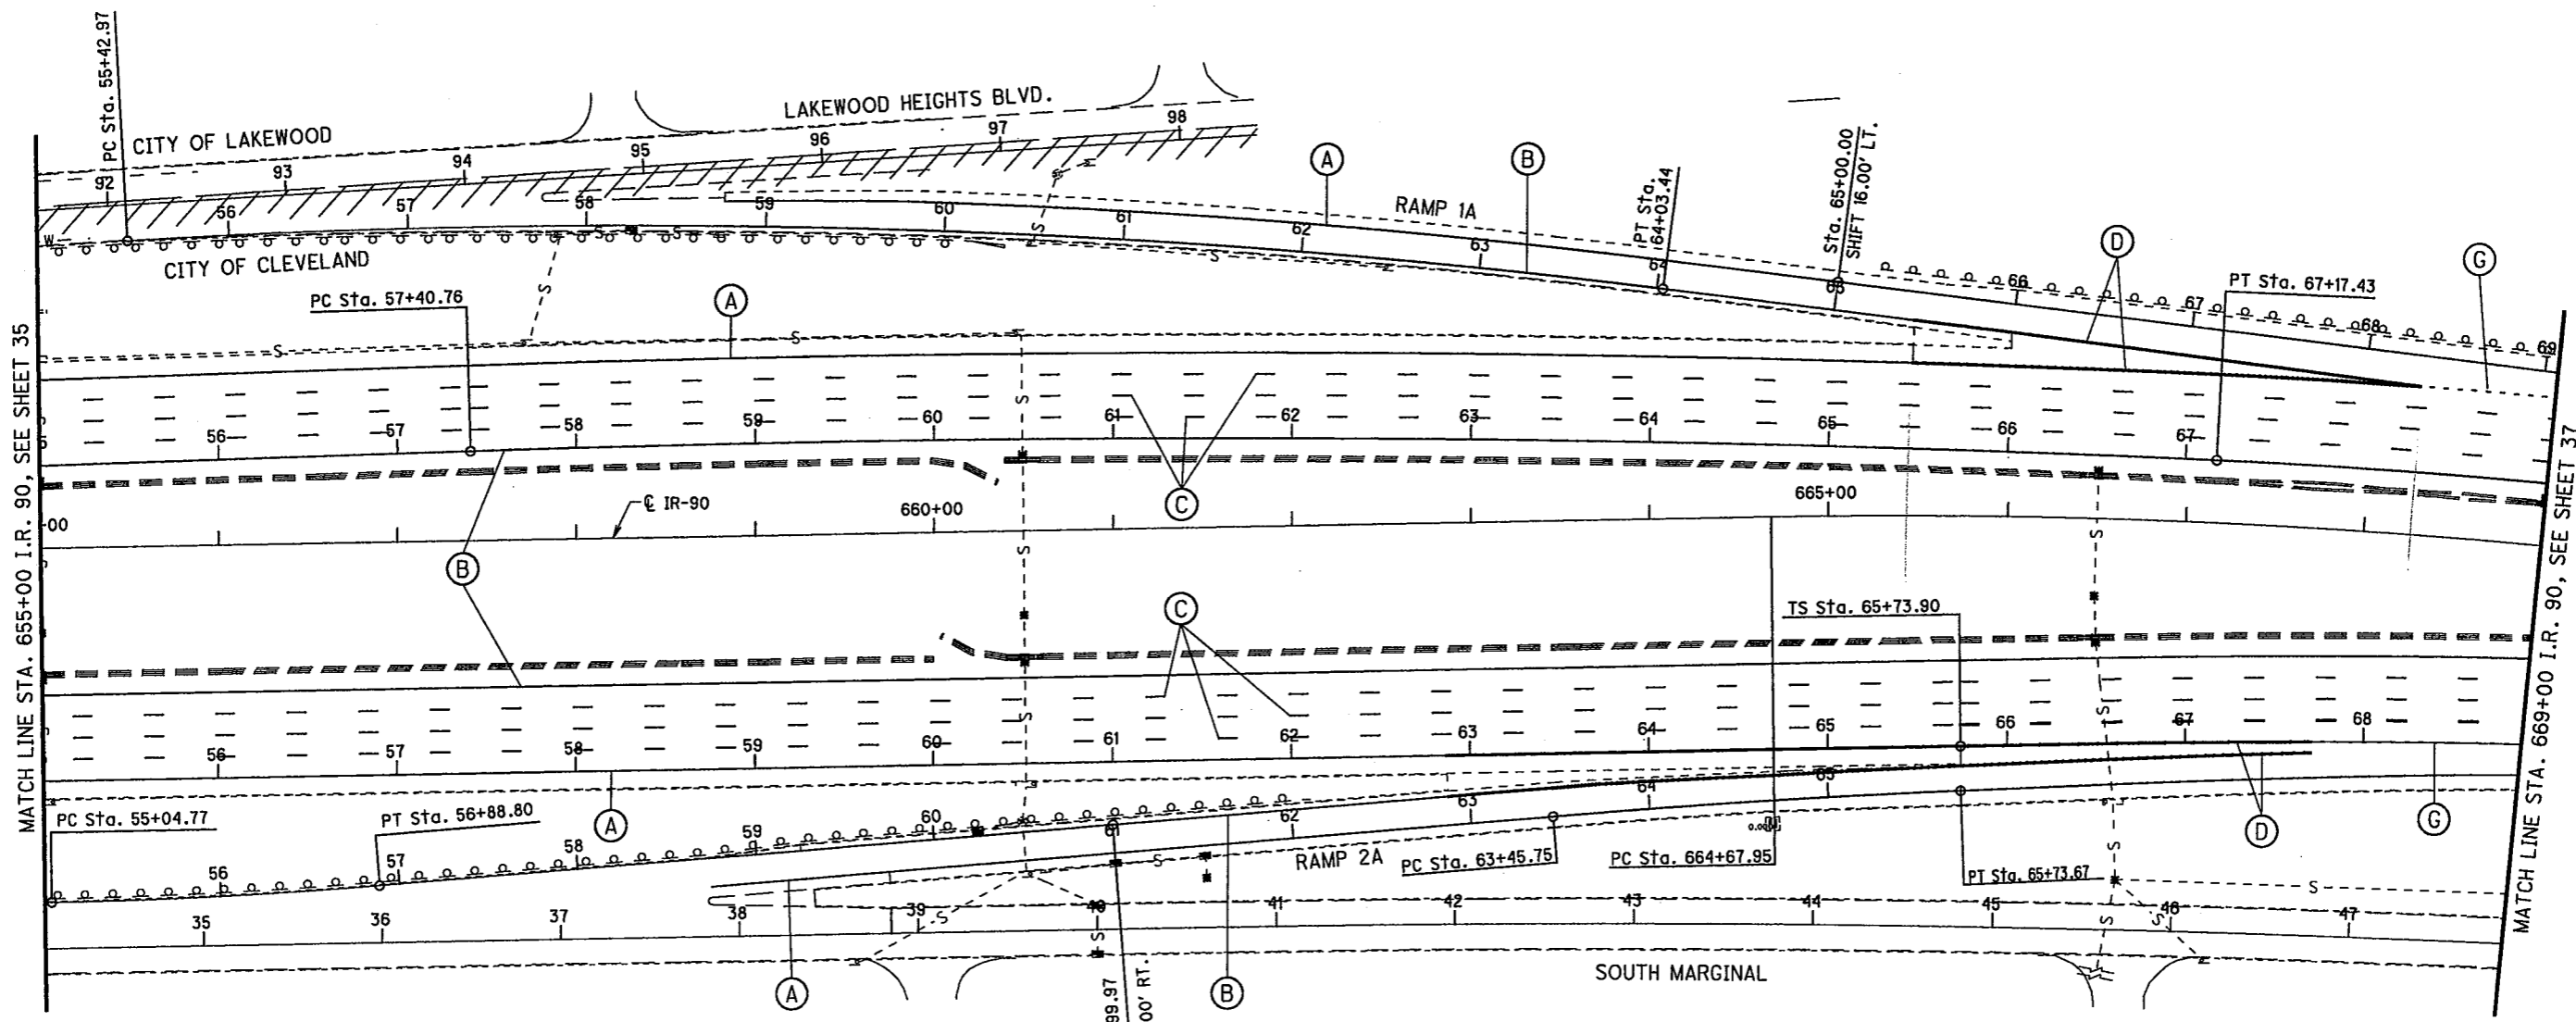 PC Sta. 55+42.97
CITY OF LAKEWOOD
LAKEWOOD HEIGHTS BLVD.
92 93 94 95 96 97 98
W
56 57 58 59 60 61 62 63 64 65 66 67 68 69
CITY OF CLEVELAND
A
B
RAMP 1A
PT Sta.
64+03.44
Sta. 65+00.00
SHIFT 16.00' LT.
D
G
PT Sta. 67+17.43
PC Sta. 57+40.76
A
S S S S S S S
56 57 58 59 60 61 62 63 64 65 66 67
C
+00
℄ IR-90
660+00
665+00
B
C
TS Sta. 65+73.90
S S S S
56 57 58 59 60 61 62 63 64 65 66 67 68
PC Sta. 55+04.77
PT Sta. 56+88.80
A
56 57 58 59 60 61 62 63 64 65
RAMP 2A
PC Sta. 63+45.75
PC Sta. 664+67.95
PT Sta. 65+73.67
D
G
S S S S S S S
35 36 37 38 39 40 41 42 43 44 45 46 47
A
99.97
00' RT.
B
SOUTH MARGINAL
MATCH LINE STA. 655+00 I.R. 90, SEE SHEET 35
MATCH LINE STA. 669+00 I.R. 90, SEE SHEET 37